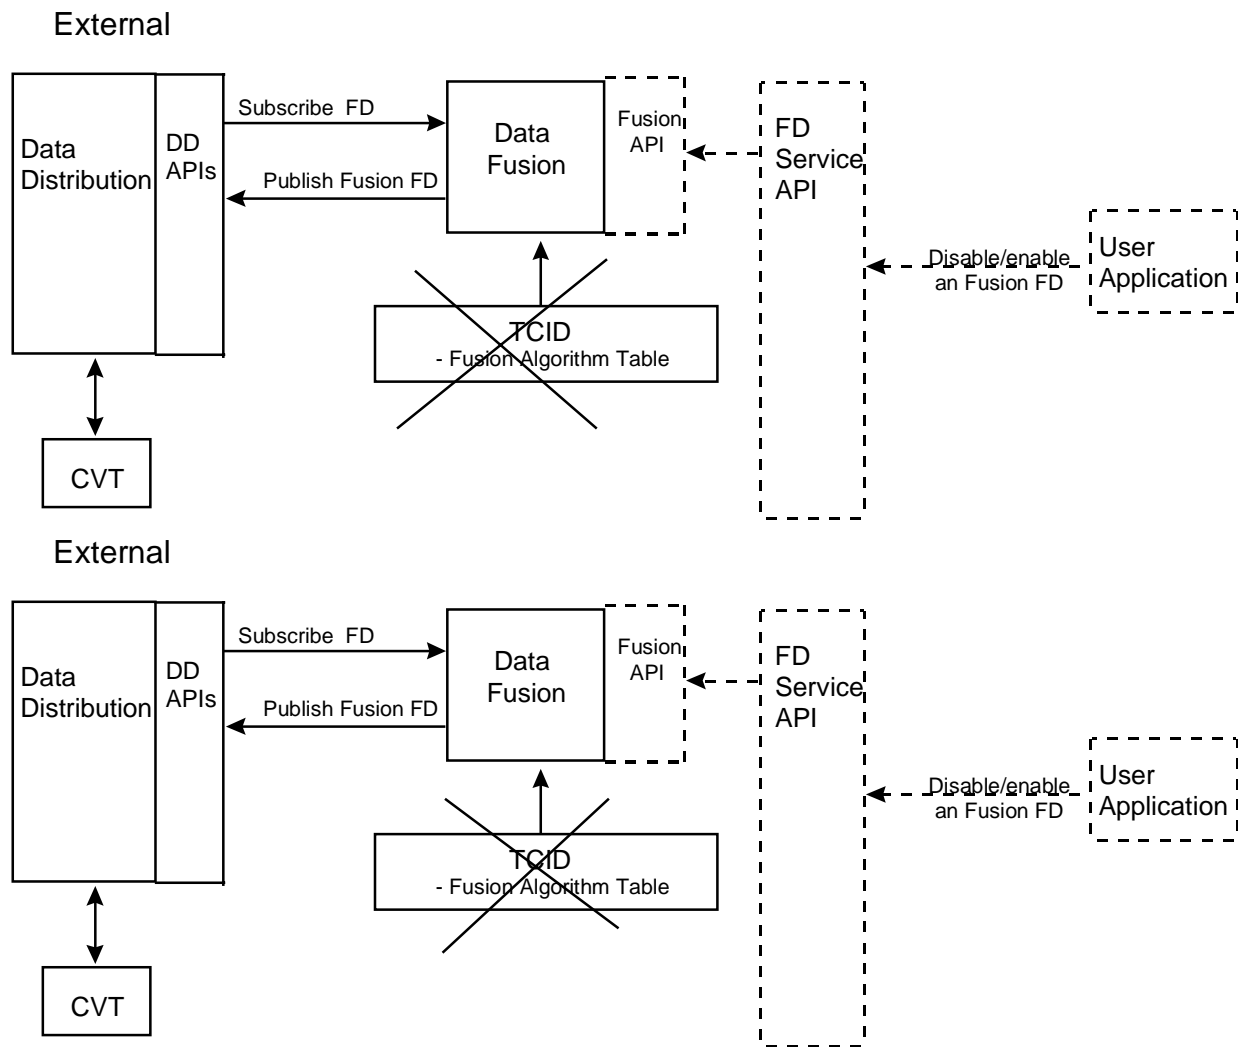 External
Data
Distribution
DD
APIs
Subscribe FD
Publish Fusion FD
Data
Fusion
Fusion
API
FD
Service
API
Disable/enable
an Fusion FD
User
Application
TCID
- Fusion Algorithm Table
CVT
External
Data
Distribution
DD
APIs
Subscribe FD
Publish Fusion FD
Data
Fusion
Fusion
API
FD
Service
API
Disable/enable
an Fusion FD
User
Application
TCID
- Fusion Algorithm Table
CVT